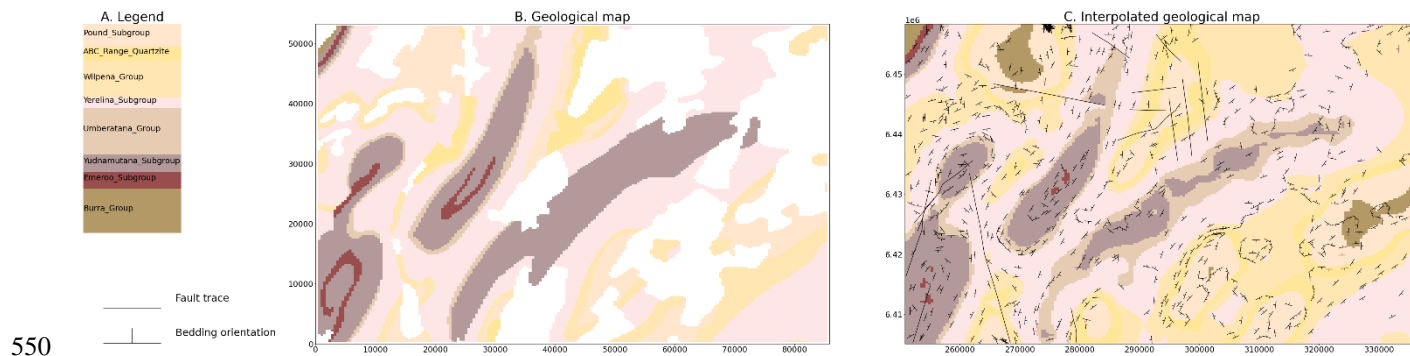 A. Legend
Pound_Subgroup
ABC_Range_Quartzite
Wilpena_Group
Yerelina_Subgroup
Umberatana_Group
Yudnamutana_Subgroup
Emeroo_Subgroup
Burra_Group
Fault trace
Bedding orientation
550
B. Geological map
50000
40000
30000
20000
10000
0
0 10000 20000 30000 40000 50000 60000 70000 80000
C. Interpolated geological map
1e6
6.45
6.44
6.43
6.42
6.41
260000 270000 280000 290000 300000 310000 320000 330000